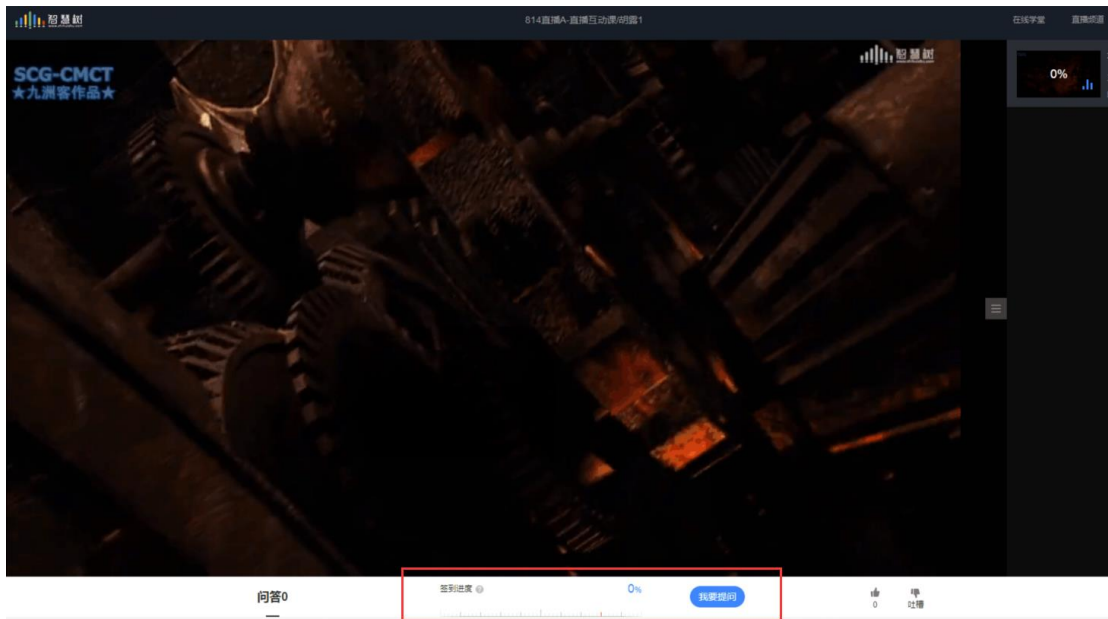 智慧树
814直播A-直播互动课/胡露1
在线学堂
直播频道
SCG-CMCT
★九洲客作品★
智慧树
0%
问答0
签到进度
0%
我要提问
0
吐槽